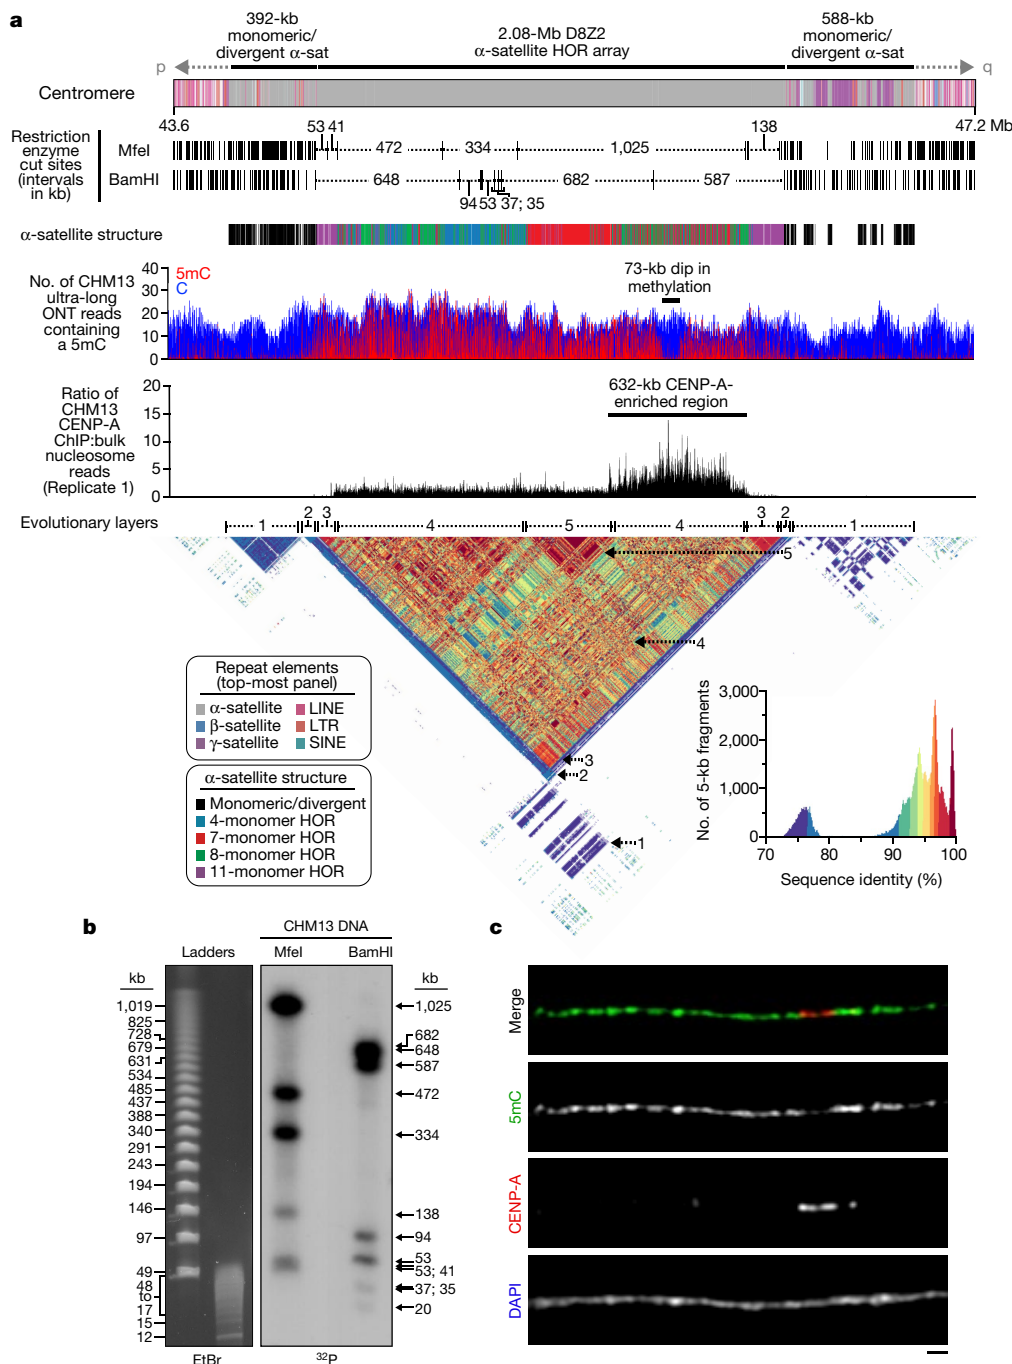 a
392-kb
monomeric/
divergent α-sat
2.08-Mb D8Z2
α-satellite HOR array
588-kb
monomeric/
divergent α-sat
p
q
Centromere
43.6
53 41
138
47.2 Mb
Restriction
enzyme
cut sites
(intervals
in kb)
MfeI
472
334
1,025
BamHI
648
682
587
94 53 37; 35
α-satellite structure
No. of CHM13
ultra-long
ONT reads
containing
a 5mC
40
30
20
10
0
5mC
C
73-kb dip in
methylation
Ratio of
CHM13
CENP-A
ChIP:bulk
nucleosome
reads
(Replicate 1)
20
15
10
5
0
632-kb CENP-A-
enriched region
Evolutionary layers
1
2
3
4
5
4
3
2
1
5
4
3
2
1
Repeat elements
(top-most panel)
α-satellite
LINE
β-satellite
LTR
γ-satellite
SINE
α-satellite structure
Monomeric/divergent
4-monomer HOR
7-monomer HOR
8-monomer HOR
11-monomer HOR
No. of 5-kb fragments
3,000
2,000
1,000
0
70
80
90
100
Sequence identity (%)
b
CHM13 DNA
Ladders
MfeI
BamHI
kb
1,019
825
728
679
631
534
485
437
388
340
291
243
194
146
97
49
48
to
17
15
12
kb
1,025
682
648
587
472
334
138
94
53
53; 41
37; 35
20
EtBr
32P
c
Merge
5mC
CENP-A
DAPI